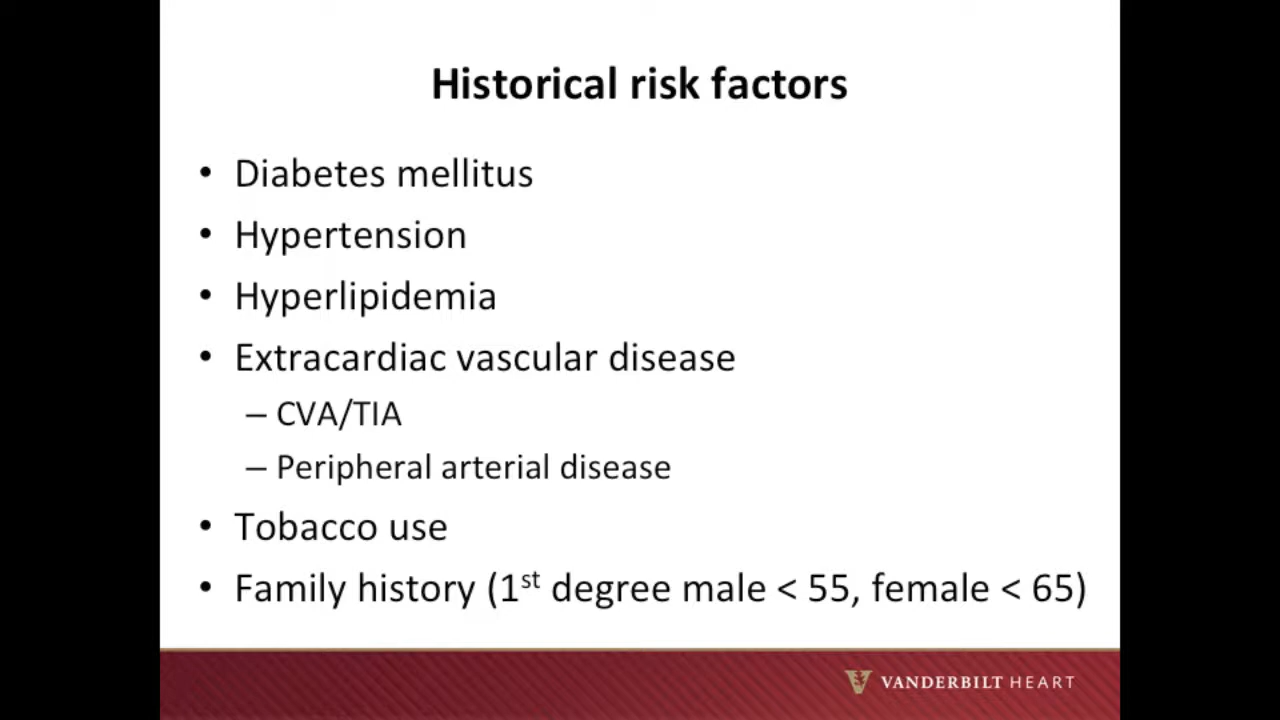 Historical risk factors
• Diabetes mellitus
• Hypertension
• Hyperlipidemia
• Extracardiac vascular disease
– CVA/TIA
– Peripheral arterial disease
• Tobacco use
• Family history (1st degree male < 55, female < 65)
VANDERBILT HEART